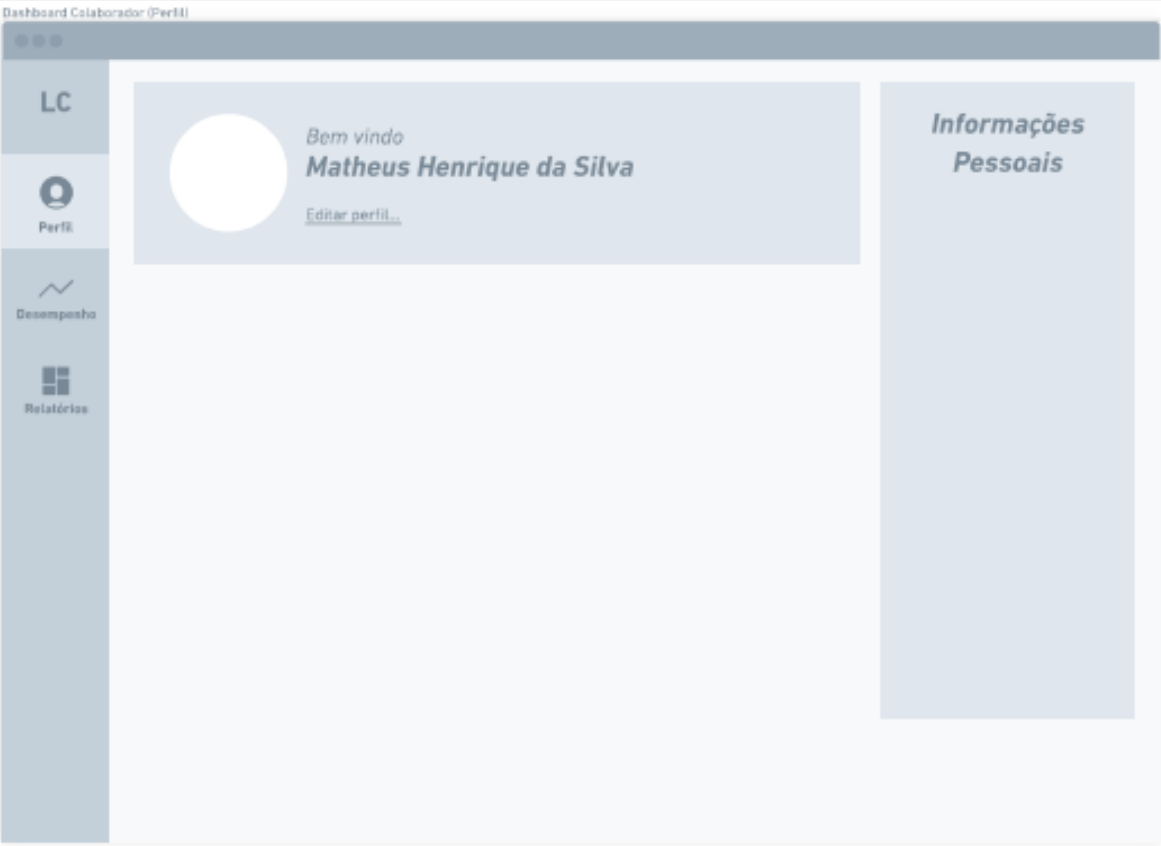 Dashboard Colaborador (Perfil)
LC
Perfil
Desempenho
Relatórios
Bem vindo
Matheus Henrique da Silva
Editar perfil...
Informações
Pessoais